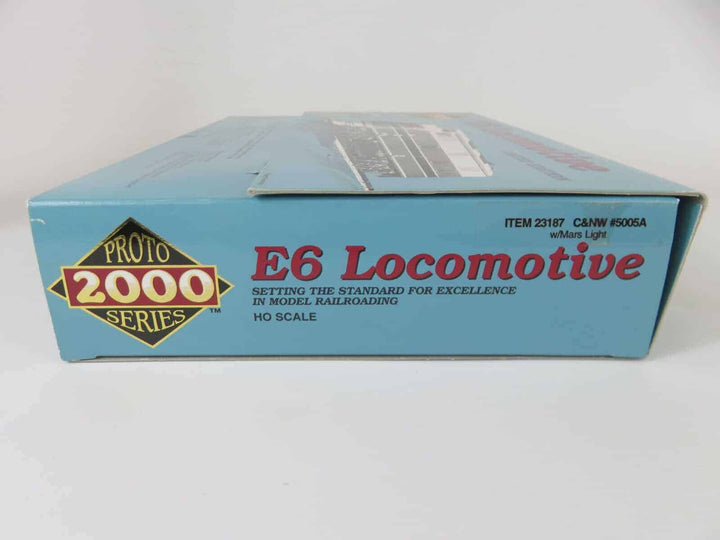 PROTO
2000
SERIES
TM
ITEM 23187 C&NW #5005A
w/Mars Light
E6 Locomotive
SETTING THE STANDARD FOR EXCELLENCE
IN MODEL RAILROADING
HO SCALE